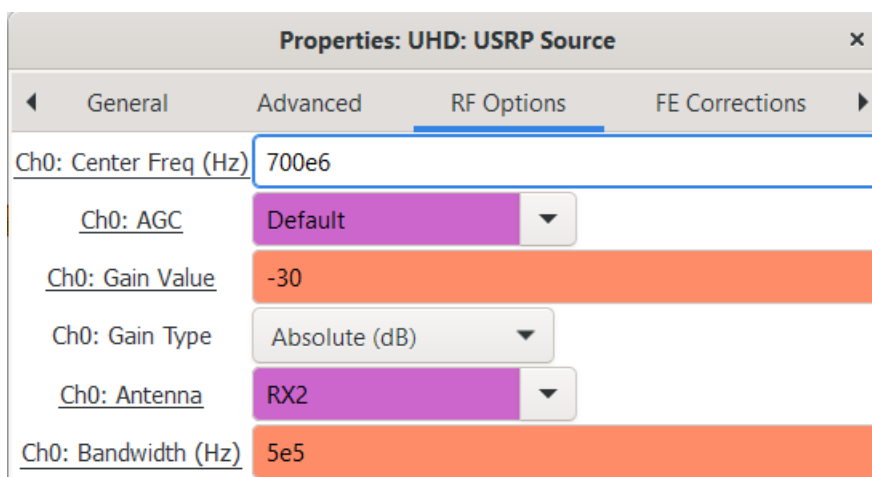 Properties: UHD: USRP Source ×
General Advanced RF Options FE Corrections
Ch0: Center Freq (Hz) 700e6
Ch0: AGC Default
Ch0: Gain Value -30
Ch0: Gain Type Absolute (dB)
Ch0: Antenna RX2
Ch0: Bandwidth (Hz) 5e5